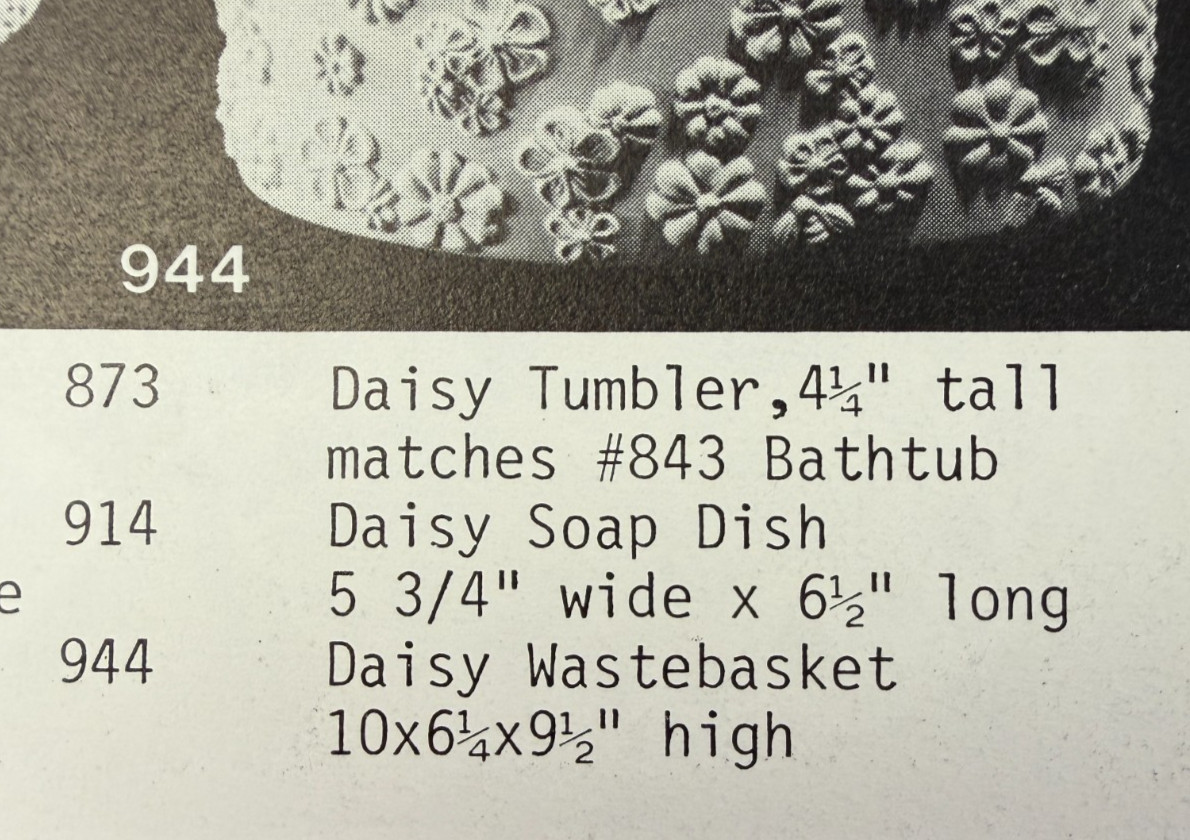 944
873 Daisy Tumbler,4¼" tall
matches #843 Bathtub
914 Daisy Soap Dish
e 5 3/4" wide x 6½" long
944 Daisy Wastebasket
10x6¼x9½" high